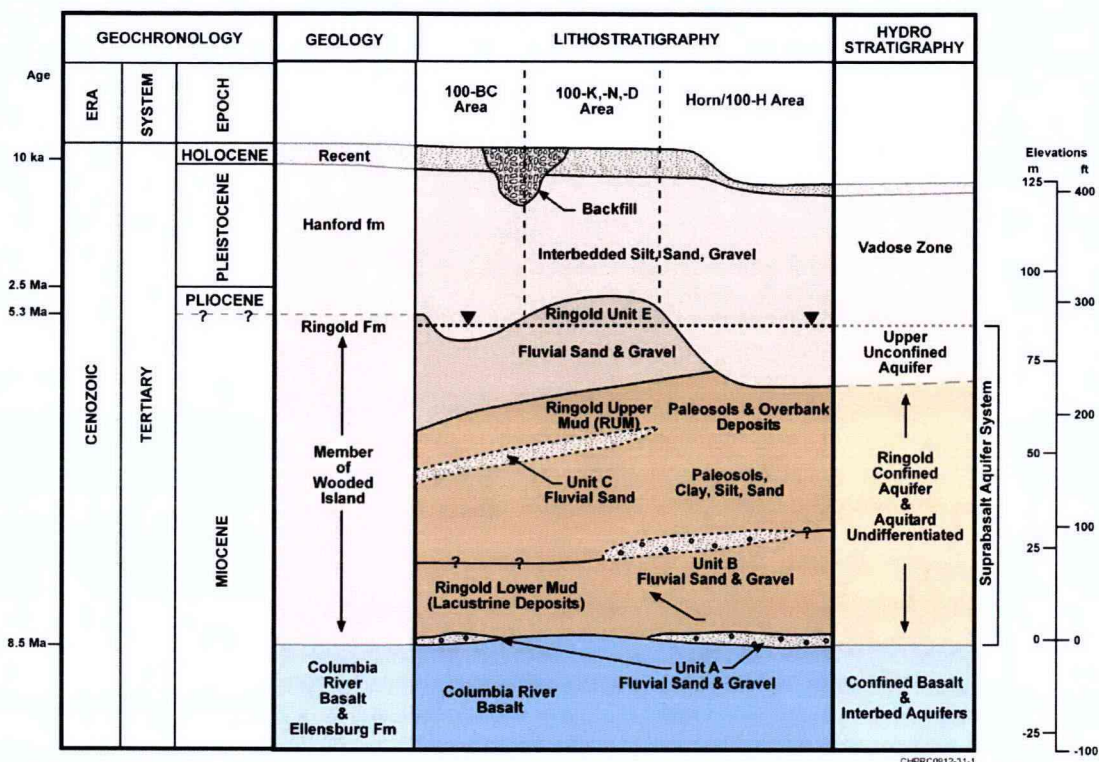 GEOCHRONOLOGY
GEOLOGY
LITHOSTRATIGRAPHY
HYDRO
STRATIGRAPHY
Age
ERA
SYSTEM
EPOCH
100-BC
Area
100-K,-N,-D
Area
Horn/100-H Area
10 ka
HOLOCENE
Recent
Elevations
m ft
125
400
PLEISTOCENE
Hanford fm
Backfill
Interbedded Silt, Sand, Gravel
Vadose Zone
100
2.5 Ma
PLIOCENE
300
5.3 Ma
? ?
Ringold Fm
Ringold Unit E
Fluvial Sand & Gravel
Upper
Unconfined
Aquifer
75
CENOZOIC
TERTIARY
MIOCENE
Member
of
Wooded
Island
Ringold Upper
Mud (RUM)
Paleosols & Overbank
Deposits
200
Unit C
Fluvial Sand
Paleosols,
Clay, Silt, Sand
Ringold
Confined
Aquifer
&
Aquitard
Undifferentiated
Suprabasalt Aquifer System
50
100
25
? ?
?
Unit B
Fluvial Sand & Gravel
Ringold Lower Mud
(Lacustrine Deposits)
8.5 Ma
0 0
Unit A
Fluvial Sand & Gravel
Columbia
River
Basalt
&
Ellensburg Fm
Columbia River
Basalt
Confined Basalt
&
Interbed Aquifers
-25
-100